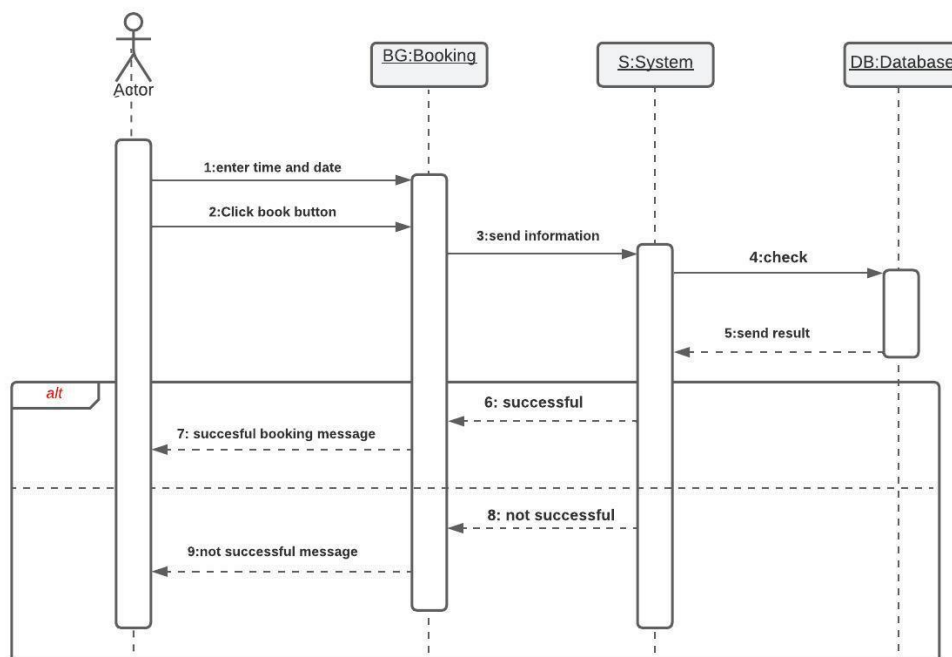 Actor
BG:Booking
S:System
DB:Database
1:enter time and date
2:Click book button
3:send information
4:check
5:send result
alt
6: successful
7: succesful booking message
8: not successful
9:not successful message